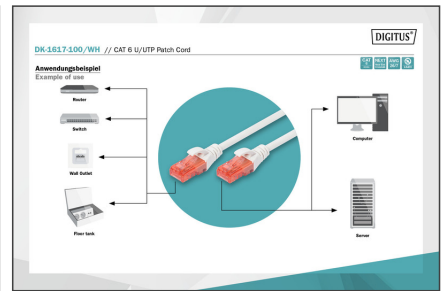 DIGITUS®
DK-1617-100/WH // CAT 6 U/UTP Patch Cord
Anwendungsbeispiel
Example of use
Router
Switch
Wall Outlet
Floor tank
Computer
Server